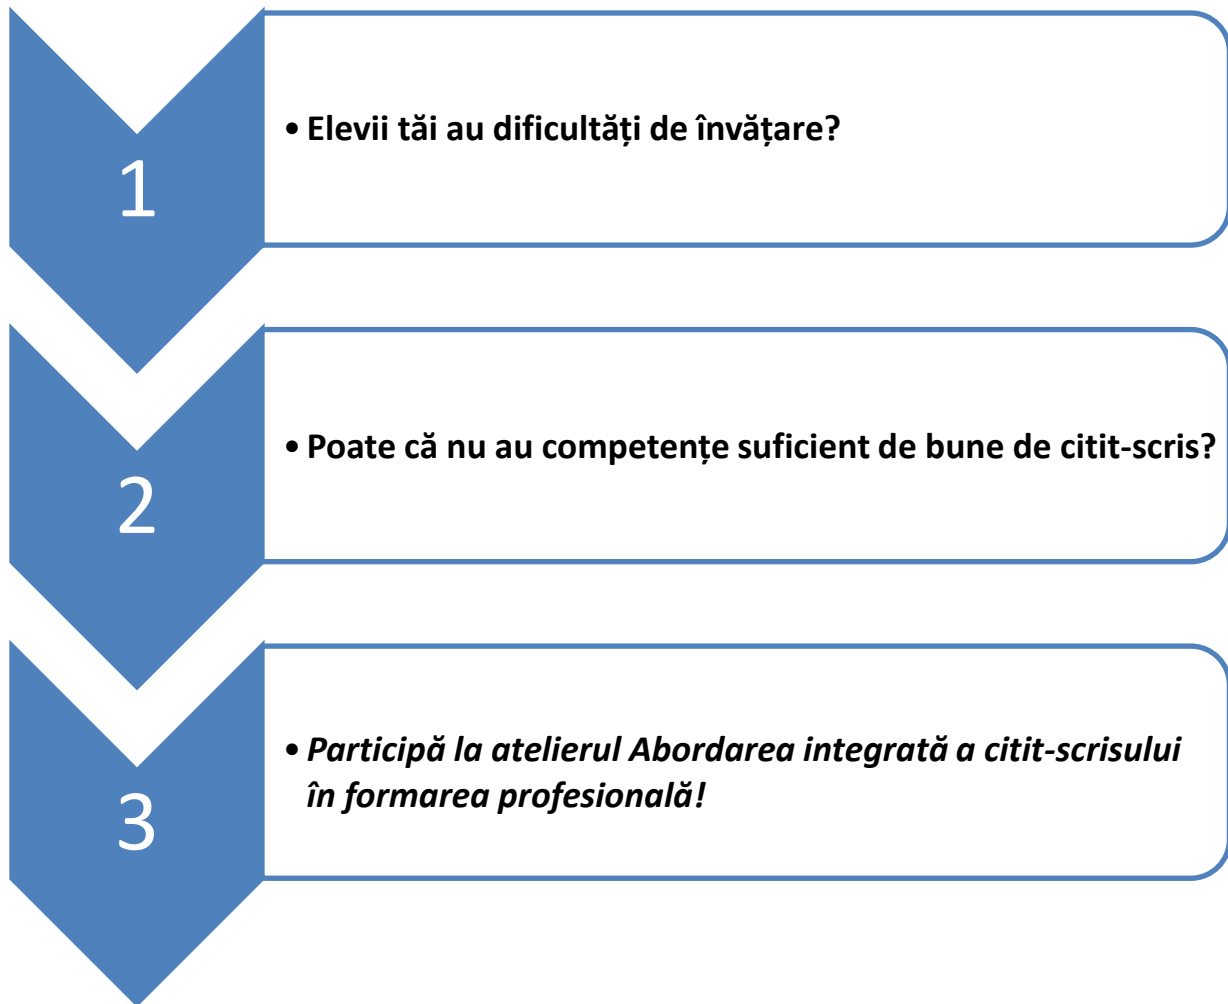 1
• Elevii tăi au dificultăți de învățare?
2
• Poate că nu au competențe suficient de bune de citit-scris?
3
• Participă la atelierul Abordarea integrată a citit-scrisului
în formarea profesională!